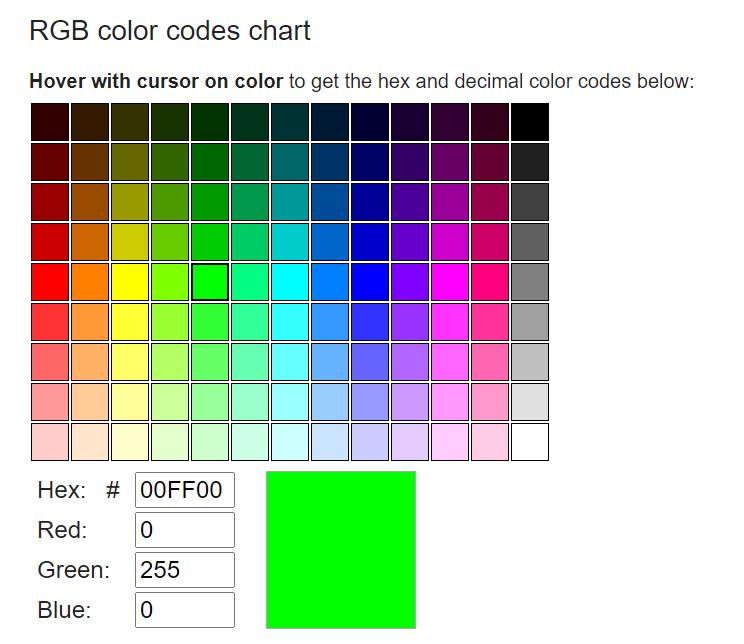 RGB color codes chart
Hover with cursor on color to get the hex and decimal color codes below:
Hex: # 00FF00
Red: 0
Green: 255
Blue: 0